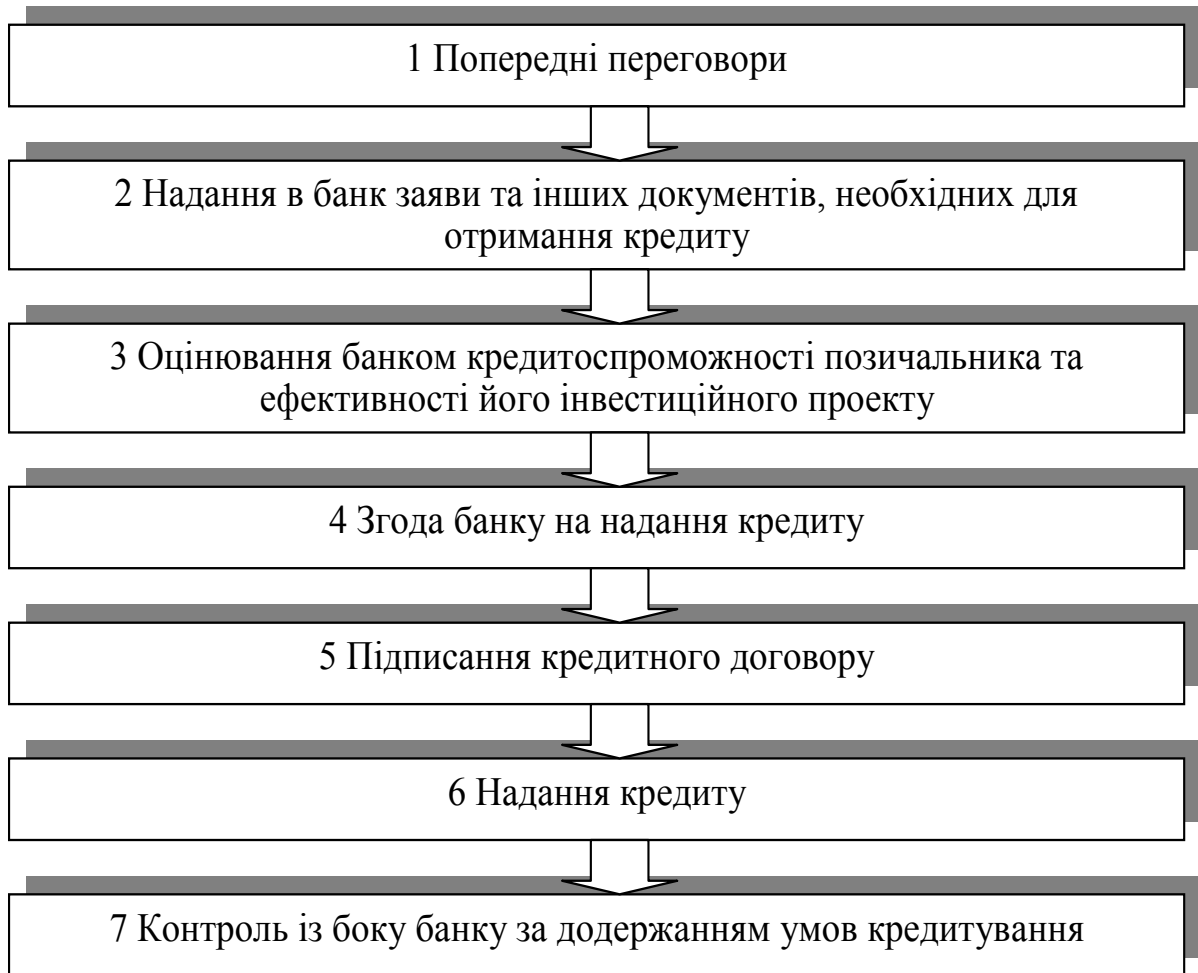 1 Попередні переговори
2 Надання в банк заяви та інших документів, необхідних для
отримання кредиту
3 Оцінювання банком кредитоспроможності позичальника та
ефективності його інвестиційного проекту
4 Згода банку на надання кредиту
5 Підписання кредитного договору
6 Надання кредиту
7 Контроль із боку банку за додержанням умов кредитування